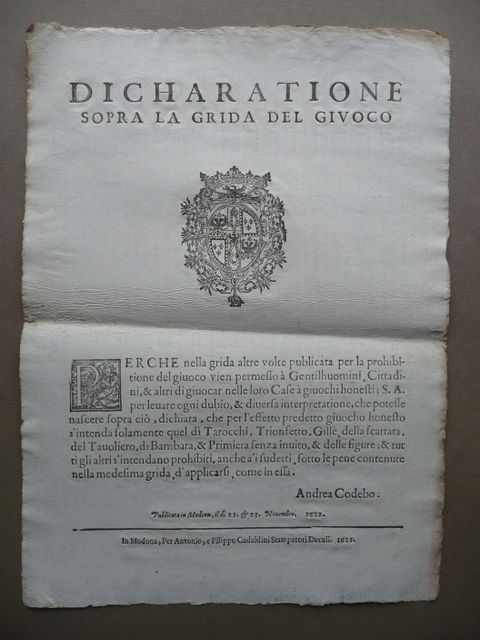 DICHARATIONE
SOPRA LA GRIDA DEL GIVOCO
PERCHE nella grida altre volte publicata per la prohibi-
tione del giuoco vien permesso à Gentilhuomini, Cittadi-
ni, & altri di giuocar nelle loro Case à giuochi honesti; S. A.
per leuare ogni dubio, & diuersa interpretatione, che potesse
nascere sopra ciò, dichiara, che per l'effetto predetto giuocho honesto
s'intenda solamente quel di Tarocchi, Trionfetto, Gillè, della scartata,
del Tauoliero, di Bambara, & Primiera senza inuito, & delle figure; & tut
ti gli altri s'intendano prohibiti, anche a i sudetti, sotto le pene contenute
nella medesima grida, d'applicarsi, come in essa.
Andrea Codebo:
Publicata in Modona, il dì 21. & 23. Nouembre. 1622.
In Modona, Per Antonio, e Filippo Gadaldini Stampatori Ducali. 1622.